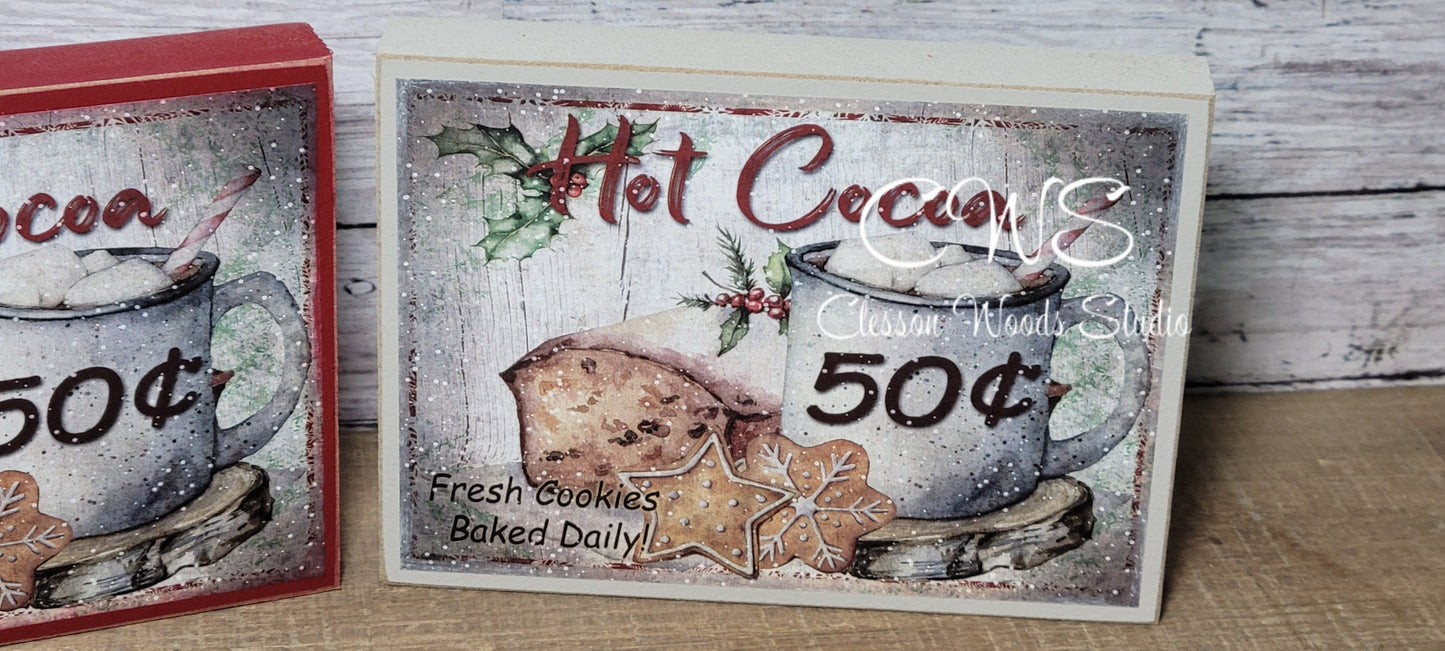 ocoa
50¢
Hot Cocoa
CWS
Clesson Woods Studio
50¢
Fresh Cookies
Baked Daily!